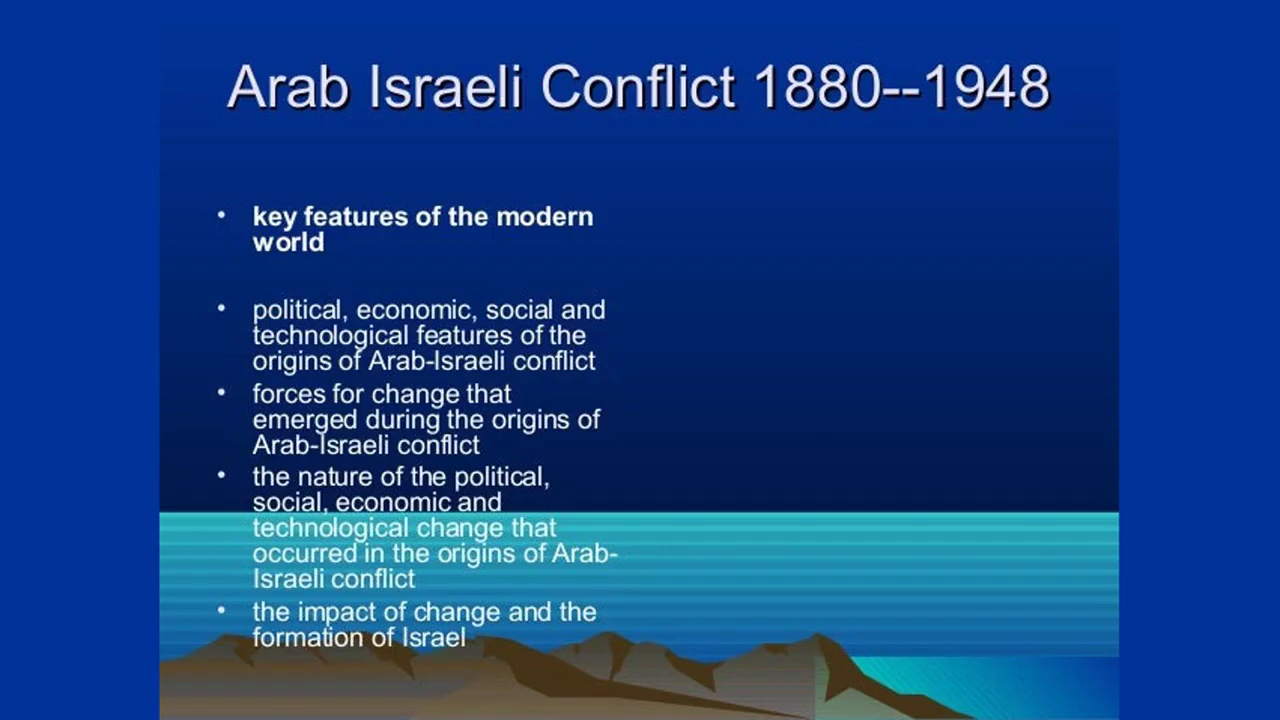 Arab Israeli Conflict 1880--1948
• key features of the modern
world
• political, economic, social and
technological features of the
origins of Arab-Israeli conflict
• forces for change that
emerged during the origins of
Arab-Israeli conflict
• the nature of the political,
social, economic and
technological change that
occurred in the origins of Arab-
Israeli conflict
• the impact of change and the
formation of Israel